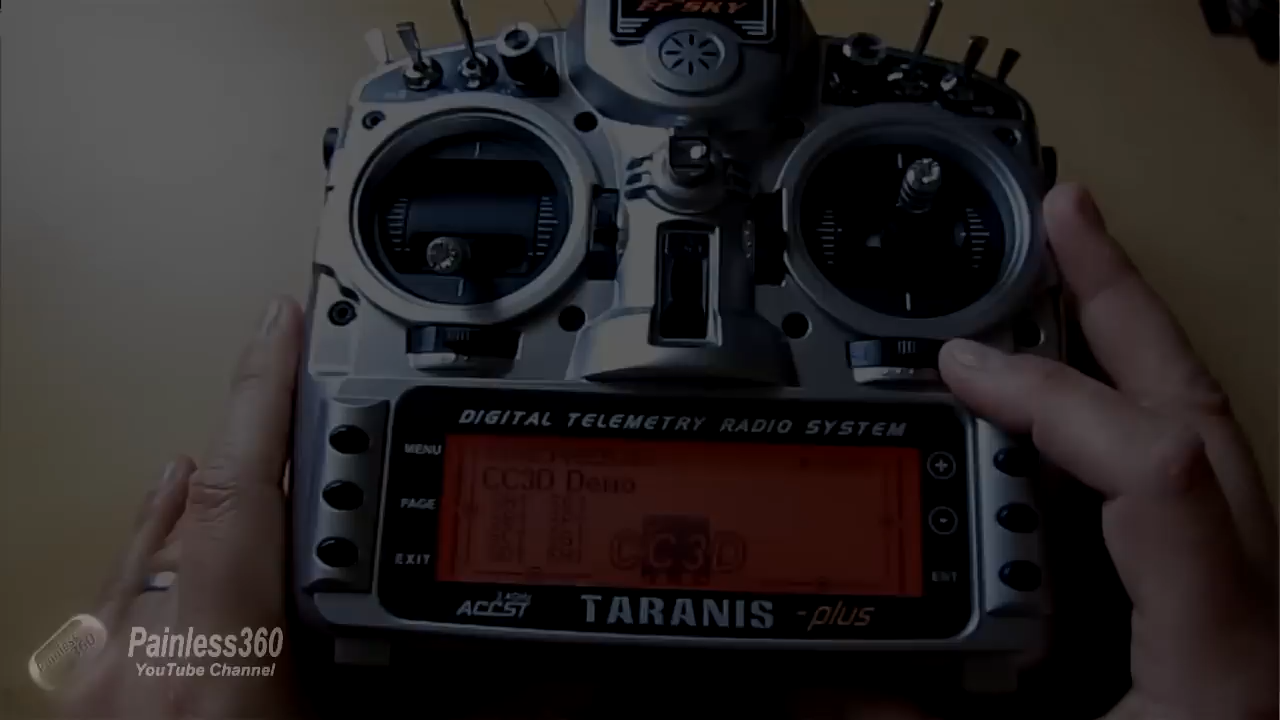 FrSKY
DIGITAL TELEMETRY RADIO SYSTEM
MENU
PAGE
EXIT
CC3D Demo
CC3D
ENT
ACCST
TARANIS -plus
Painless360
YouTube Channel